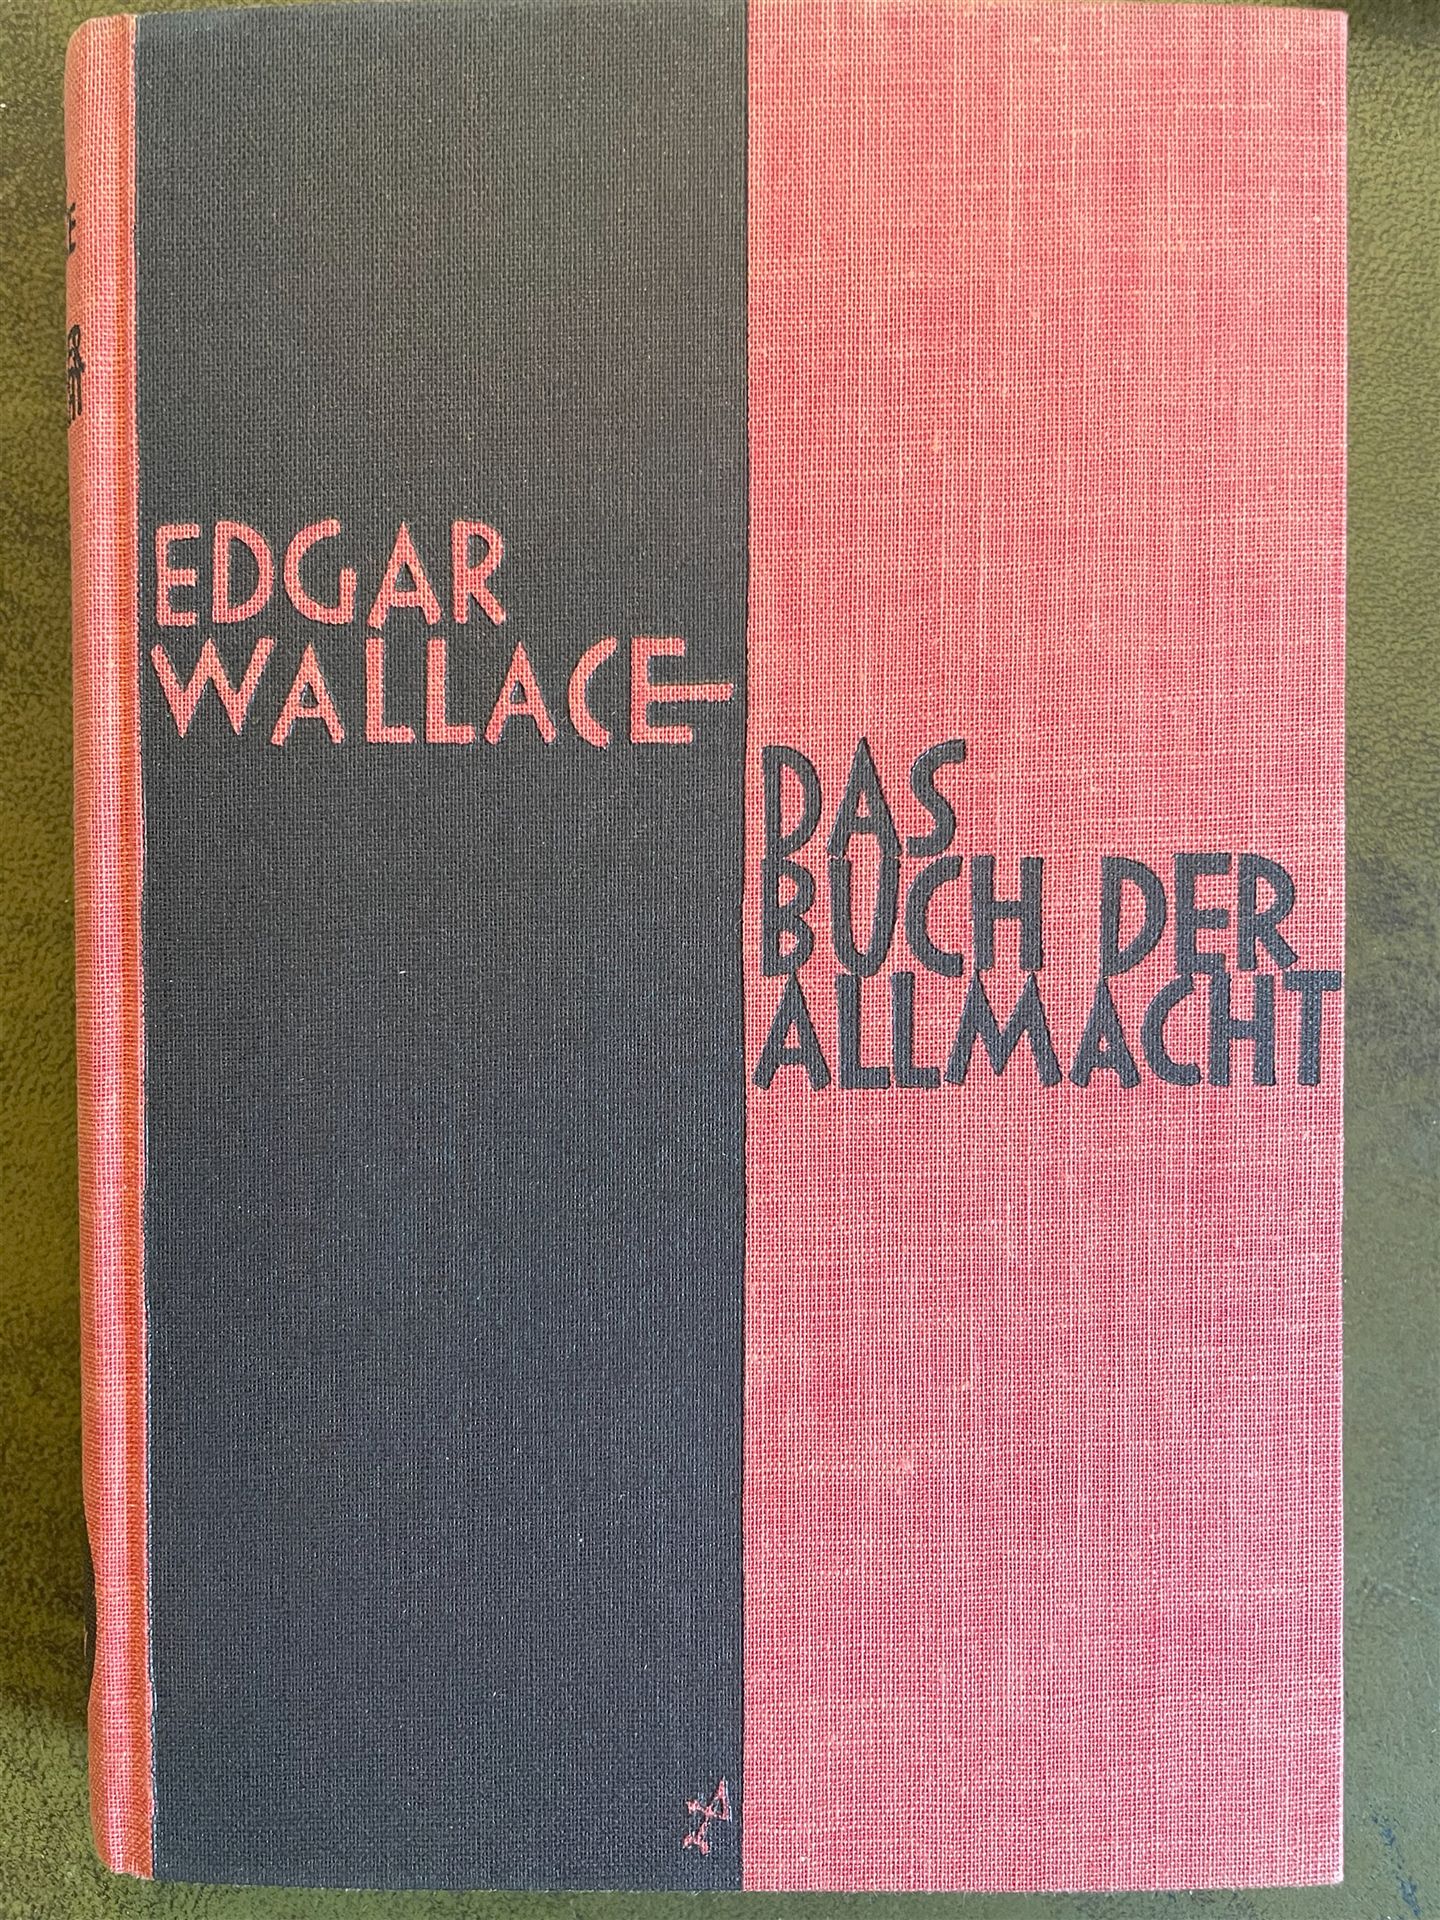 EDGAR
WALLACE
DAS
BUCH DER
ALLMACHT